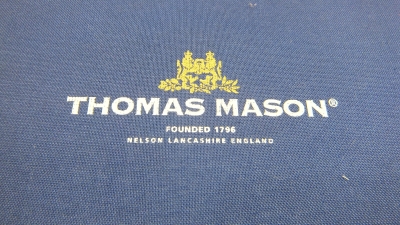 THOMAS MASON®
FOUNDED 1796
NELSON LANCASHIRE ENGLAND